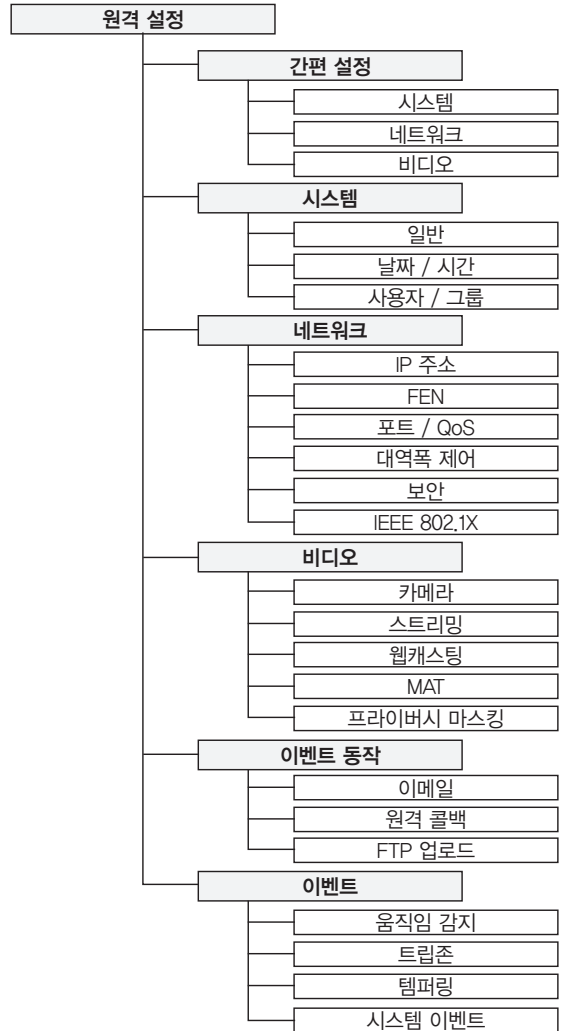 원격 설정
간편 설정
시스템
네트워크
비디오
시스템
일반
날짜 / 시간
사용자 / 그룹
네트워크
IP 주소
FEN
포트 / QoS
대역폭 제어
보안
IEEE 802.1X
비디오
카메라
스트리밍
웹캐스팅
MAT
프라이버시 마스킹
이벤트 동작
이메일
원격 콜백
FTP 업로드
이벤트
움직임 감지
트립존
템퍼링
시스템 이벤트